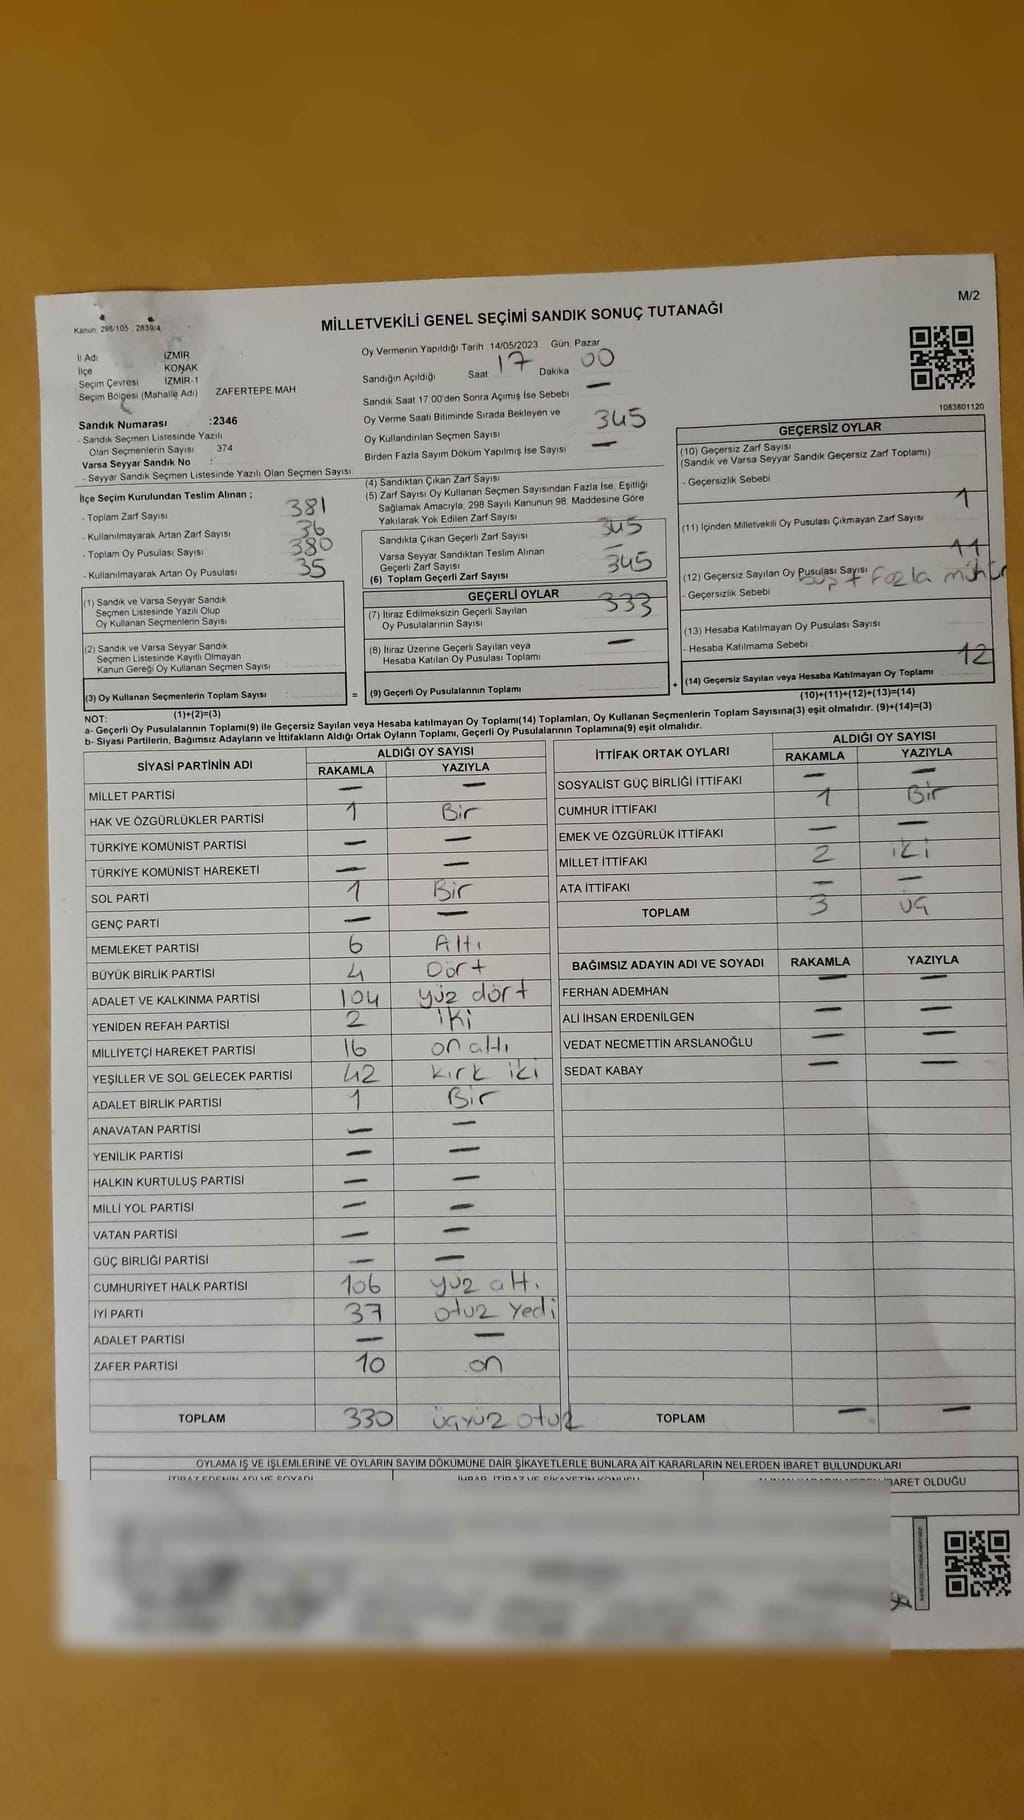 M/2
Kanun: 298/105 , 2839/4
MİLLETVEKİLİ GENEL SEÇİMİ SANDIK SONUÇ TUTANAĞI
İl Adı İZMİR
İlçe KONAK
Seçim Çevresi İZMİR-1
Seçim Bölgesi (Mahalle Adı) ZAFERTEPE MAH
Sandık Numarası :2346
- Sandık Seçmen Listesinde Yazılı
Olan Seçmenlerin Sayısı 374
Varsa Seyyar Sandık No :
- Seyyar Sandık Seçmen Listesinde Yazılı Olan Seçmen Sayısı
İlçe Seçim Kurulundan Teslim Alınan ;
- Toplam Zarf Sayısı 381
- Kullanılmayarak Artan Zarf Sayısı 36
- Toplam Oy Pusulası Sayısı 380
- Kullanılmayarak Artan Oy Pusulası 35
(1) Sandık ve Varsa Seyyar Sandık
Seçmen Listesinde Yazılı Olup
Oy Kullanan Seçmenlerin Sayısı
(2) Sandık ve Varsa Seyyar Sandık
Seçmen Listesinde Kayıtlı Olmayan
Kanun Gereği Oy Kullanan Seçmen Sayısı
(3) Oy Kullanan Seçmenlerin Toplam Sayısı =
(1)+(2)=(3)
Oy Vermenin Yapıldığı Tarih 14/05/2023 Gün: Pazar
Sandığın Açıldığı Saat 17 Dakika 00
Sandık Saat 17:00'den Sonra Açımış İse Sebebi : —
Oy Verme Saati Bitiminde Sırada Bekleyen ve
Oy Kullandırılan Seçmen Sayısı 345
Birden Fazla Sayım Döküm Yapılmış İse Sayısı —
(4) Sandıktan Çıkan Zarf Sayısı
(5) Zarf Sayısı Oy Kullanan Seçmen Sayısından Fazla İse, Eşitliği
Sağlamak Amacıyla, 298 Sayılı Kanunun 98. Maddesine Göre
Yakılarak Yok Edilen Zarf Sayısı
Sandıkta Çıkan Geçerli Zarf Sayısı 345
Varsa Seyyar Sandıktan Teslim Alınan
Geçerli Zarf Sayısı —
(6) Toplam Geçerli Zarf Sayısı 345
GEÇERLİ OYLAR
(7) İtiraz Edilmeksizin Geçerli Sayılan
Oy Pusulalarının Sayısı 333
(8) İtiraz Üzerine Geçerli Sayılan veya
Hesaba Katılan Oy Pusulası Toplamı —
(9) Geçerli Oy Pusulalarının Toplamı +
1083801120
GEÇERSİZ OYLAR
(10) Geçersiz Zarf Sayısı
(Sandık ve Varsa Seyyar Sandık Geçersiz Zarf Toplamı)
- Geçersizlik Sebebi
1
(11) İçinden Milletvekili Oy Pusulası Çıkmayan Zarf Sayısı
11
(12) Geçersiz Sayılan Oy Pusulası Sayısı
- Geçersizlik Sebebi + fazla mühür
(13) Hesaba Katılmayan Oy Pusulası Sayısı
- Hesaba Katılmama Sebebi :
12
(14) Geçersiz Sayılan veya Hesaba Katılmayan Oy Toplamı
(10)+(11)+(12)+(13)=(14)
NOT:
a- Geçerli Oy Pusulalarının Toplamı(9) ile Geçersiz Sayılan veya Hesaba katılmayan Oy Toplamı(14) Toplamları, Oy Kullanan Seçmenlerin Toplam Sayısına(3) eşit olmalıdır. (9)+(14)=(3)
b- Siyasi Partilerin, Bağımsız Adayların ve İttifakların Aldığı Ortak Oyların Toplamı, Geçerli Oy Pusulalarının Toplamına(9) eşit olmalıdır.
SİYASİ PARTİNİN ADI ALDIĞI OY SAYISI
RAKAMLA YAZIYLA
MİLLET PARTİSİ — —
HAK VE ÖZGÜRLÜKLER PARTİSİ 1 Bir
TÜRKİYE KOMÜNİST PARTİSİ — —
TÜRKİYE KOMÜNİST HAREKETİ — —
SOL PARTİ 1 Bir
GENÇ PARTİ — —
MEMLEKET PARTİSİ 6 Altı
BÜYÜK BİRLİK PARTİSİ 4 Dört
ADALET VE KALKINMA PARTİSİ 104 yüz dört
YENİDEN REFAH PARTİSİ 2 iki
MİLLİYETÇİ HAREKET PARTİSİ 16 on altı
YEŞİLLER VE SOL GELECEK PARTİSİ 42 kırk iki
ADALET BİRLİK PARTİSİ 1 Bir
ANAVATAN PARTİSİ — —
YENİLİK PARTİSİ — —
HALKIN KURTULUŞ PARTİSİ — —
MİLLİ YOL PARTİSİ — —
VATAN PARTİSİ — —
GÜÇ BİRLİĞİ PARTİSİ — —
CUMHURİYET HALK PARTİSİ 106 yüz altı
İYİ PARTİ 37 otuz yedi
ADALET PARTİSİ — —
ZAFER PARTİSİ 10 on
TOPLAM 330 üçyüz otuz
İTTİFAK ORTAK OYLARI ALDIĞI OY SAYISI
RAKAMLA YAZIYLA
SOSYALİST GÜÇ BİRLİĞİ İTTİFAKI — —
CUMHUR İTTİFAKI 1 Bir
EMEK VE ÖZGÜRLÜK İTTİFAKI — —
MİLLET İTTİFAKI 2 iki
ATA İTTİFAKI — —
TOPLAM 3 üç
BAĞIMSIZ ADAYIN ADI VE SOYADI RAKAMLA YAZIYLA
FERHAN ADEMHAN — —
ALİ İHSAN ERDENİLGEN — —
VEDAT NECMETTİN ARSLANOĞLU — —
SEDAT KABAY — —
TOPLAM — —
OYLAMA İŞ VE İŞLEMLERİNE VE OYLARIN SAYIM DÖKÜMÜNE DAİR ŞİKAYETLERLE BUNLARA AİT KARARLARIN NELERDEN İBARET BULUNDUKLARI
İTİRAZ EDENİN ADI VE SOYADI İHBAR, İTİRAZ VE ŞİKAYETİN KONUSU İBARET OLDUĞU